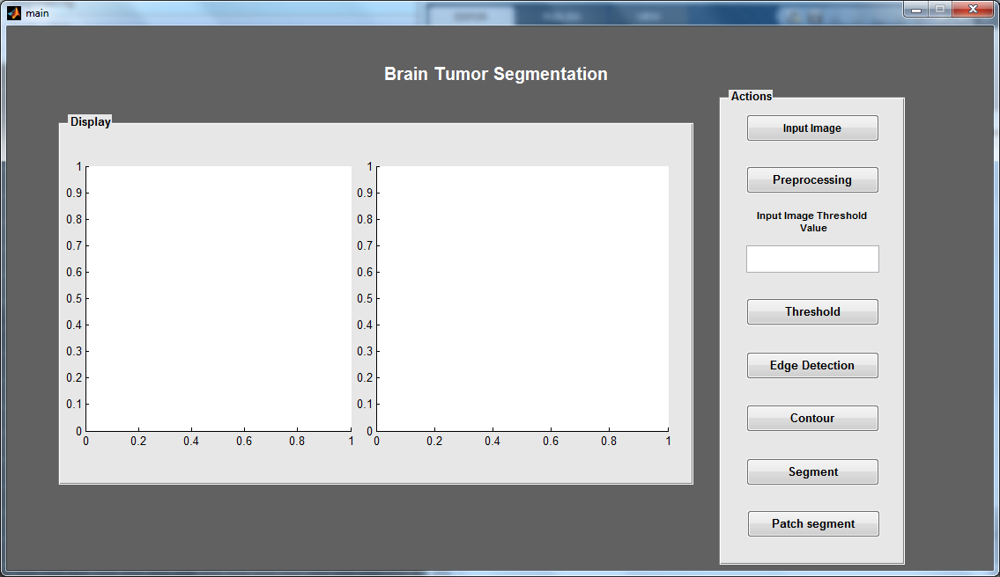 main
Brain Tumor Segmentation
Actions
Display
Input Image
Preprocessing
Input Image Threshold
Value
Threshold
Edge Detection
Contour
Segment
Patch segment
1
0.9
0.8
0.7
0.6
0.5
0.4
0.3
0.2
0.1
0
0 0.2 0.4 0.6 0.8 1
1
0.9
0.8
0.7
0.6
0.5
0.4
0.3
0.2
0.1
0
0 0.2 0.4 0.6 0.8 1